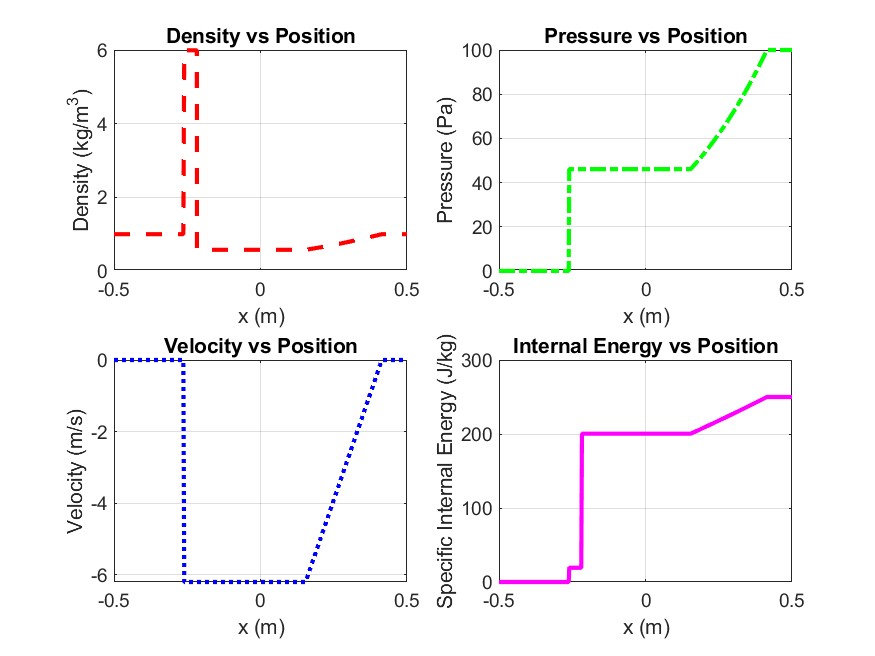 Density vs Position
6
4
2
0
-0.5 0 0.5
x (m)
Density (kg/m³)
Pressure vs Position
100
80
60
40
20
0
-0.5 0 0.5
x (m)
Pressure (Pa)
Velocity vs Position
0
-2
-4
-6
-0.5 0 0.5
x (m)
Velocity (m/s)
Internal Energy vs Position
300
200
100
0
-0.5 0 0.5
x (m)
Specific Internal Energy (J/kg)